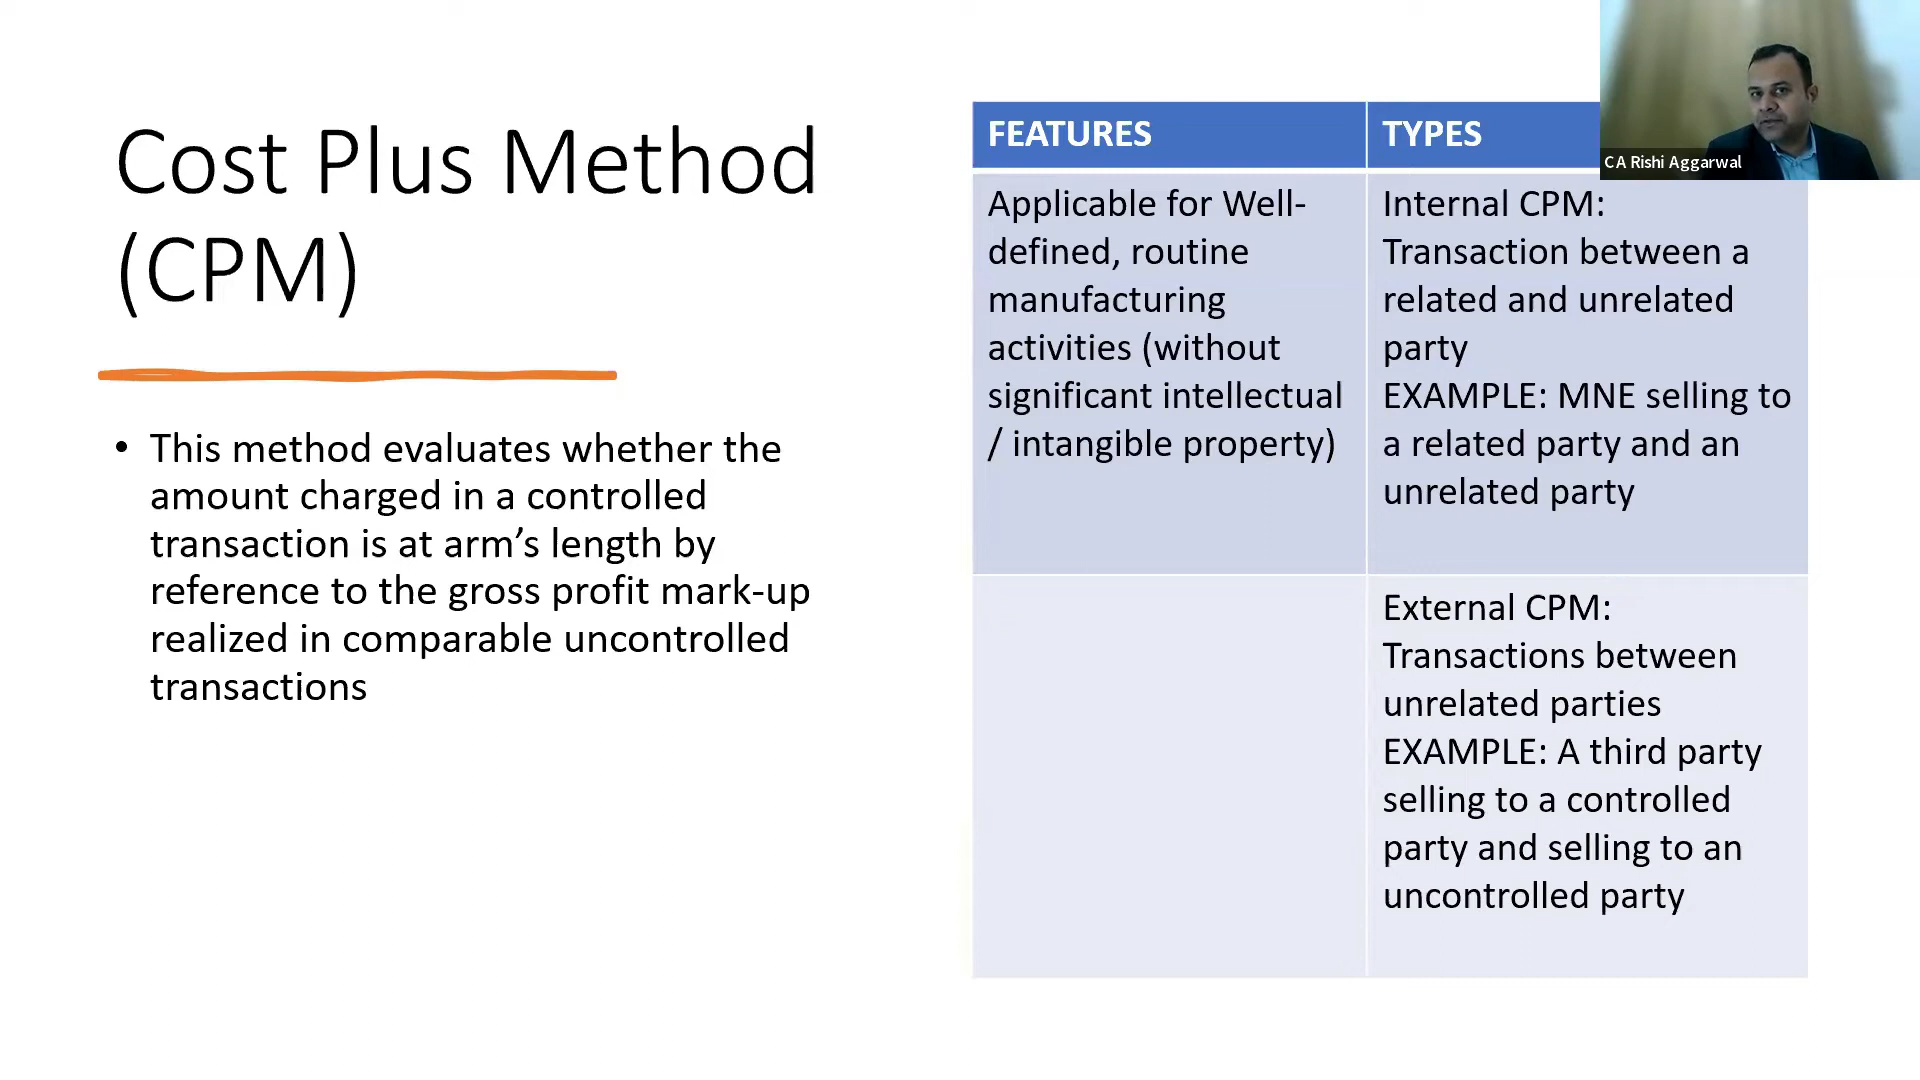 Cost Plus Method
(CPM)
• This method evaluates whether the
amount charged in a controlled
transaction is at arm’s length by
reference to the gross profit mark-up
realized in comparable uncontrolled
transactions
FEATURES
TYPES
Applicable for Well-
defined, routine
manufacturing
activities (without
significant intellectual
/ intangible property)
Internal CPM:
Transaction between a
related and unrelated
party
EXAMPLE: MNE selling to
a related party and an
unrelated party
External CPM:
Transactions between
unrelated parties
EXAMPLE: A third party
selling to a controlled
party and selling to an
uncontrolled party
CA Rishi Aggarwal